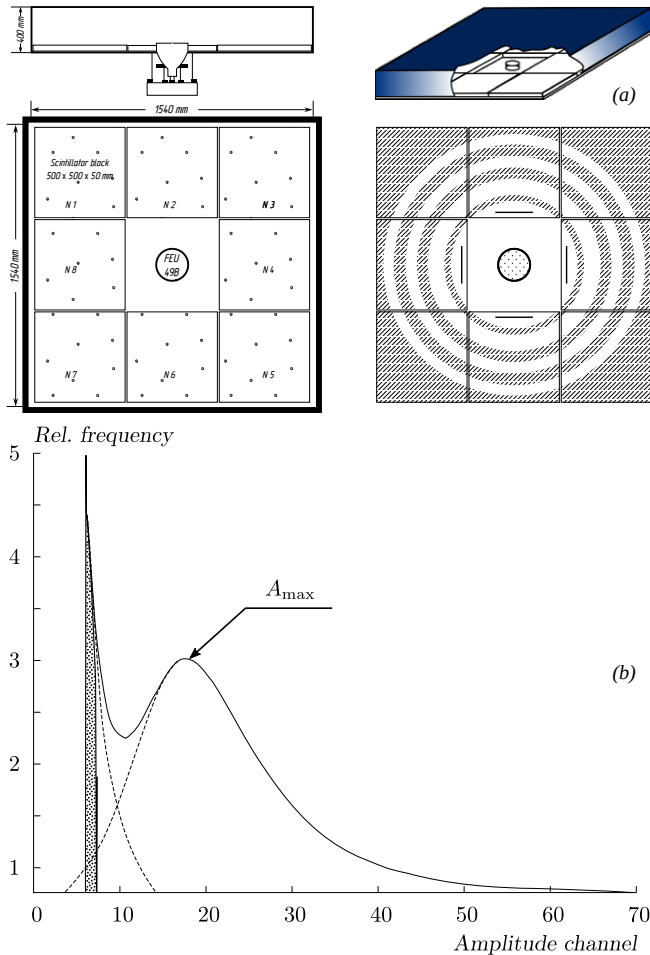 400 mm
1540 mm
(a)
1540 mm
Scintillator block
500 x 500 x 50 mm
N 1
N 2
N 3
N 8
FEU
49B
N 4
N 7
N 6
N 5
Rel. frequency
5
4
A_max
3
(b)
2
1
0 10 20 30 40 50 60 70
Amplitude channel